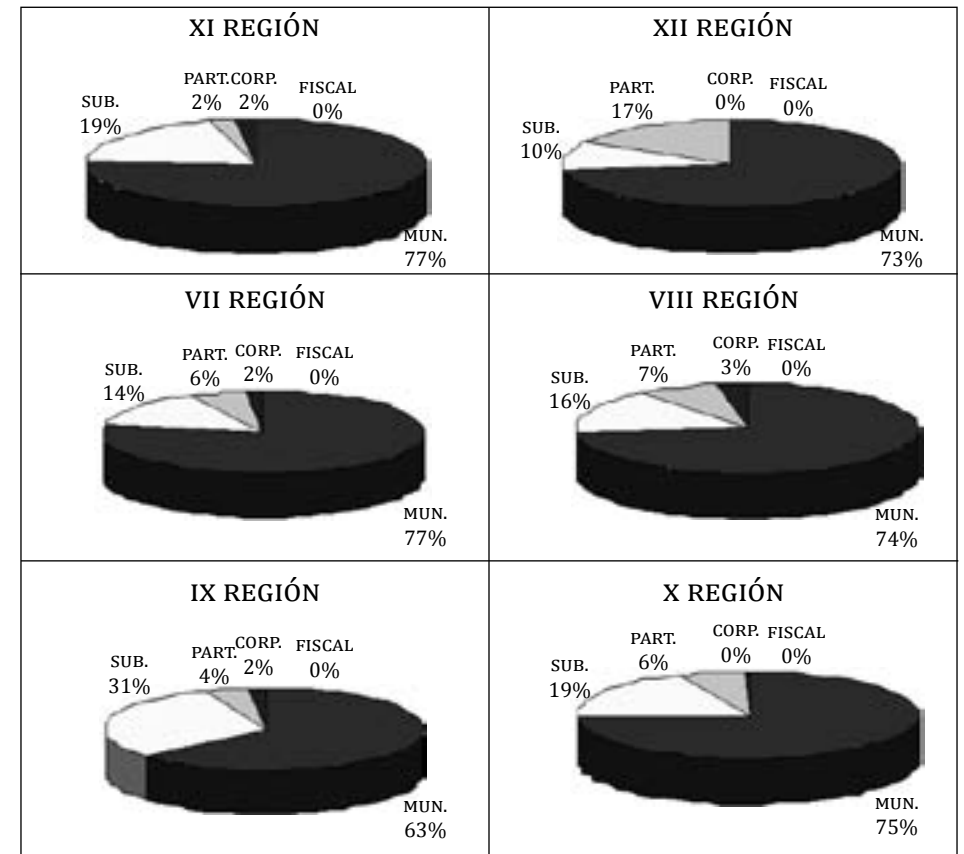 XI REGIÓN
PART. CORP. FISCAL
SUB. 2% 2% 0%
19%
MUN.
77%
XII REGIÓN
PART. CORP. FISCAL
SUB. 17% 0% 0%
10%
MUN.
73%
VII REGIÓN
PART. CORP. FISCAL
SUB. 6% 2% 0%
14%
MUN.
77%
VIII REGIÓN
PART. CORP. FISCAL
SUB. 7% 3% 0%
16%
MUN.
74%
IX REGIÓN
PART. CORP. FISCAL
SUB. 4% 2% 0%
31%
MUN.
63%
X REGIÓN
PART. CORP. FISCAL
SUB. 6% 0% 0%
19%
MUN.
75%